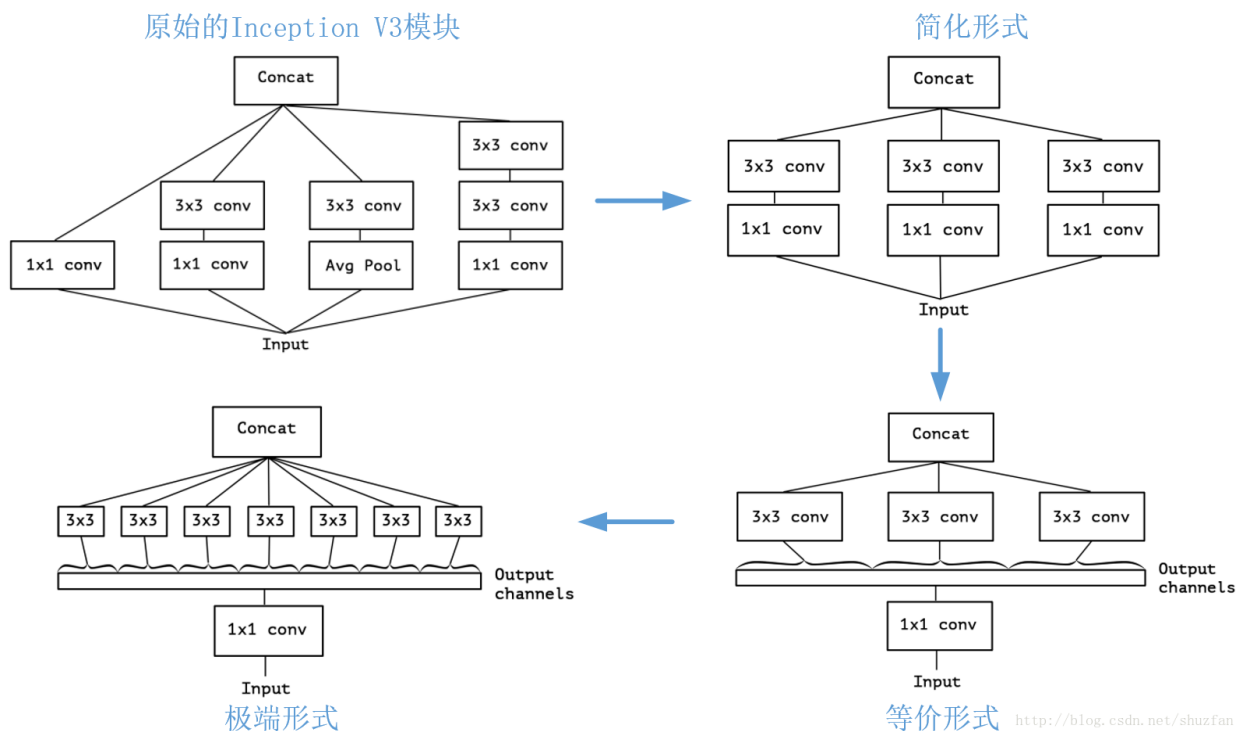 原始的Inception V3模块
Concat
3x3 conv
3x3 conv
3x3 conv
3x3 conv
1x1 conv
1x1 conv
Avg Pool
1x1 conv
Input
简化形式
Concat
3x3 conv
3x3 conv
3x3 conv
1x1 conv
1x1 conv
1x1 conv
Input
Concat
3x3 conv
3x3 conv
3x3 conv
Output
channels
1x1 conv
Input
等价形式
Concat
3x3
3x3
3x3
3x3
3x3
3x3
3x3
Output
channels
1x1 conv
Input
极端形式
http://blog.csdn.net/shuzfan